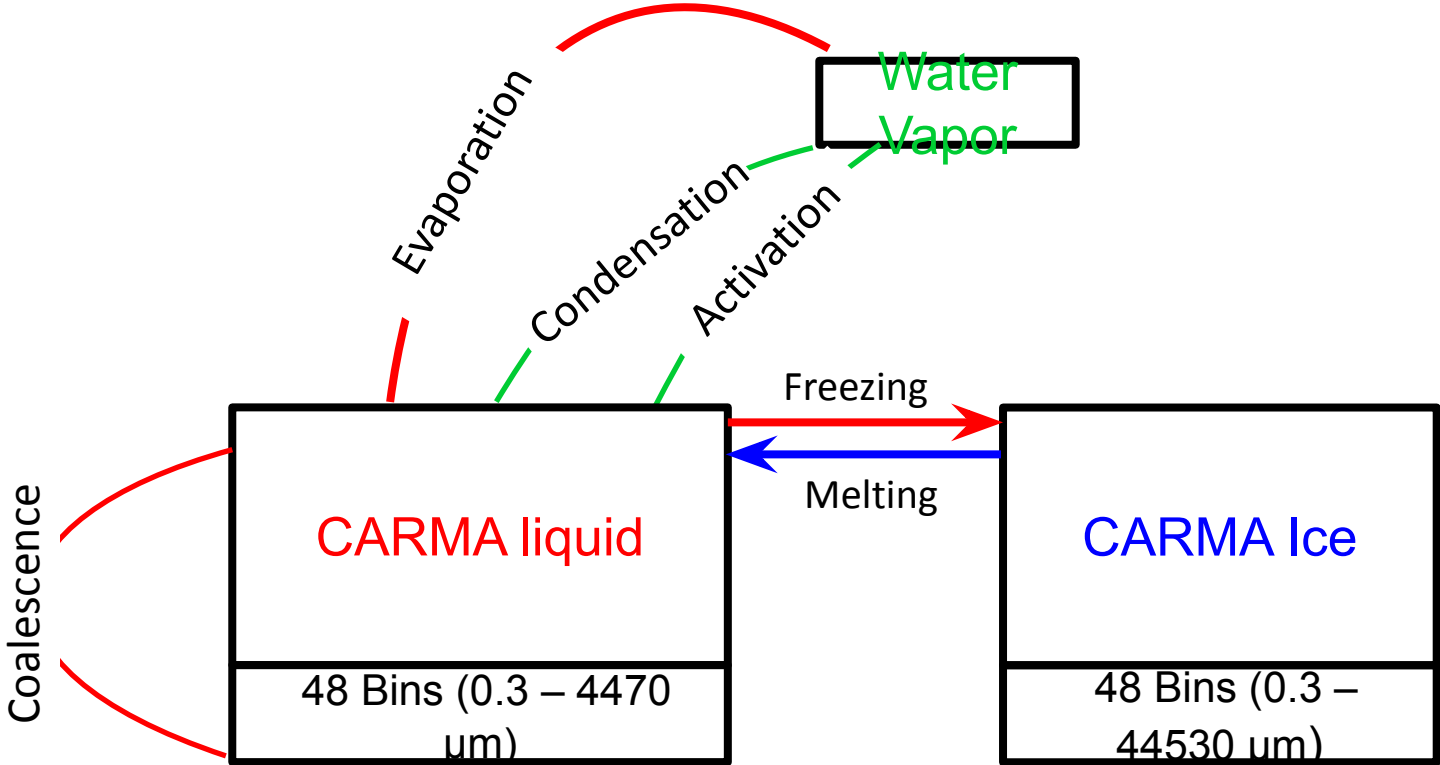 Water
Vapor
Evaporation
Condensation
Activation
Freezing
Melting
Coalescence
CARMA liquid
CARMA Ice
48 Bins (0.3 – 4470
µm)
48 Bins (0.3 –
44530 um)